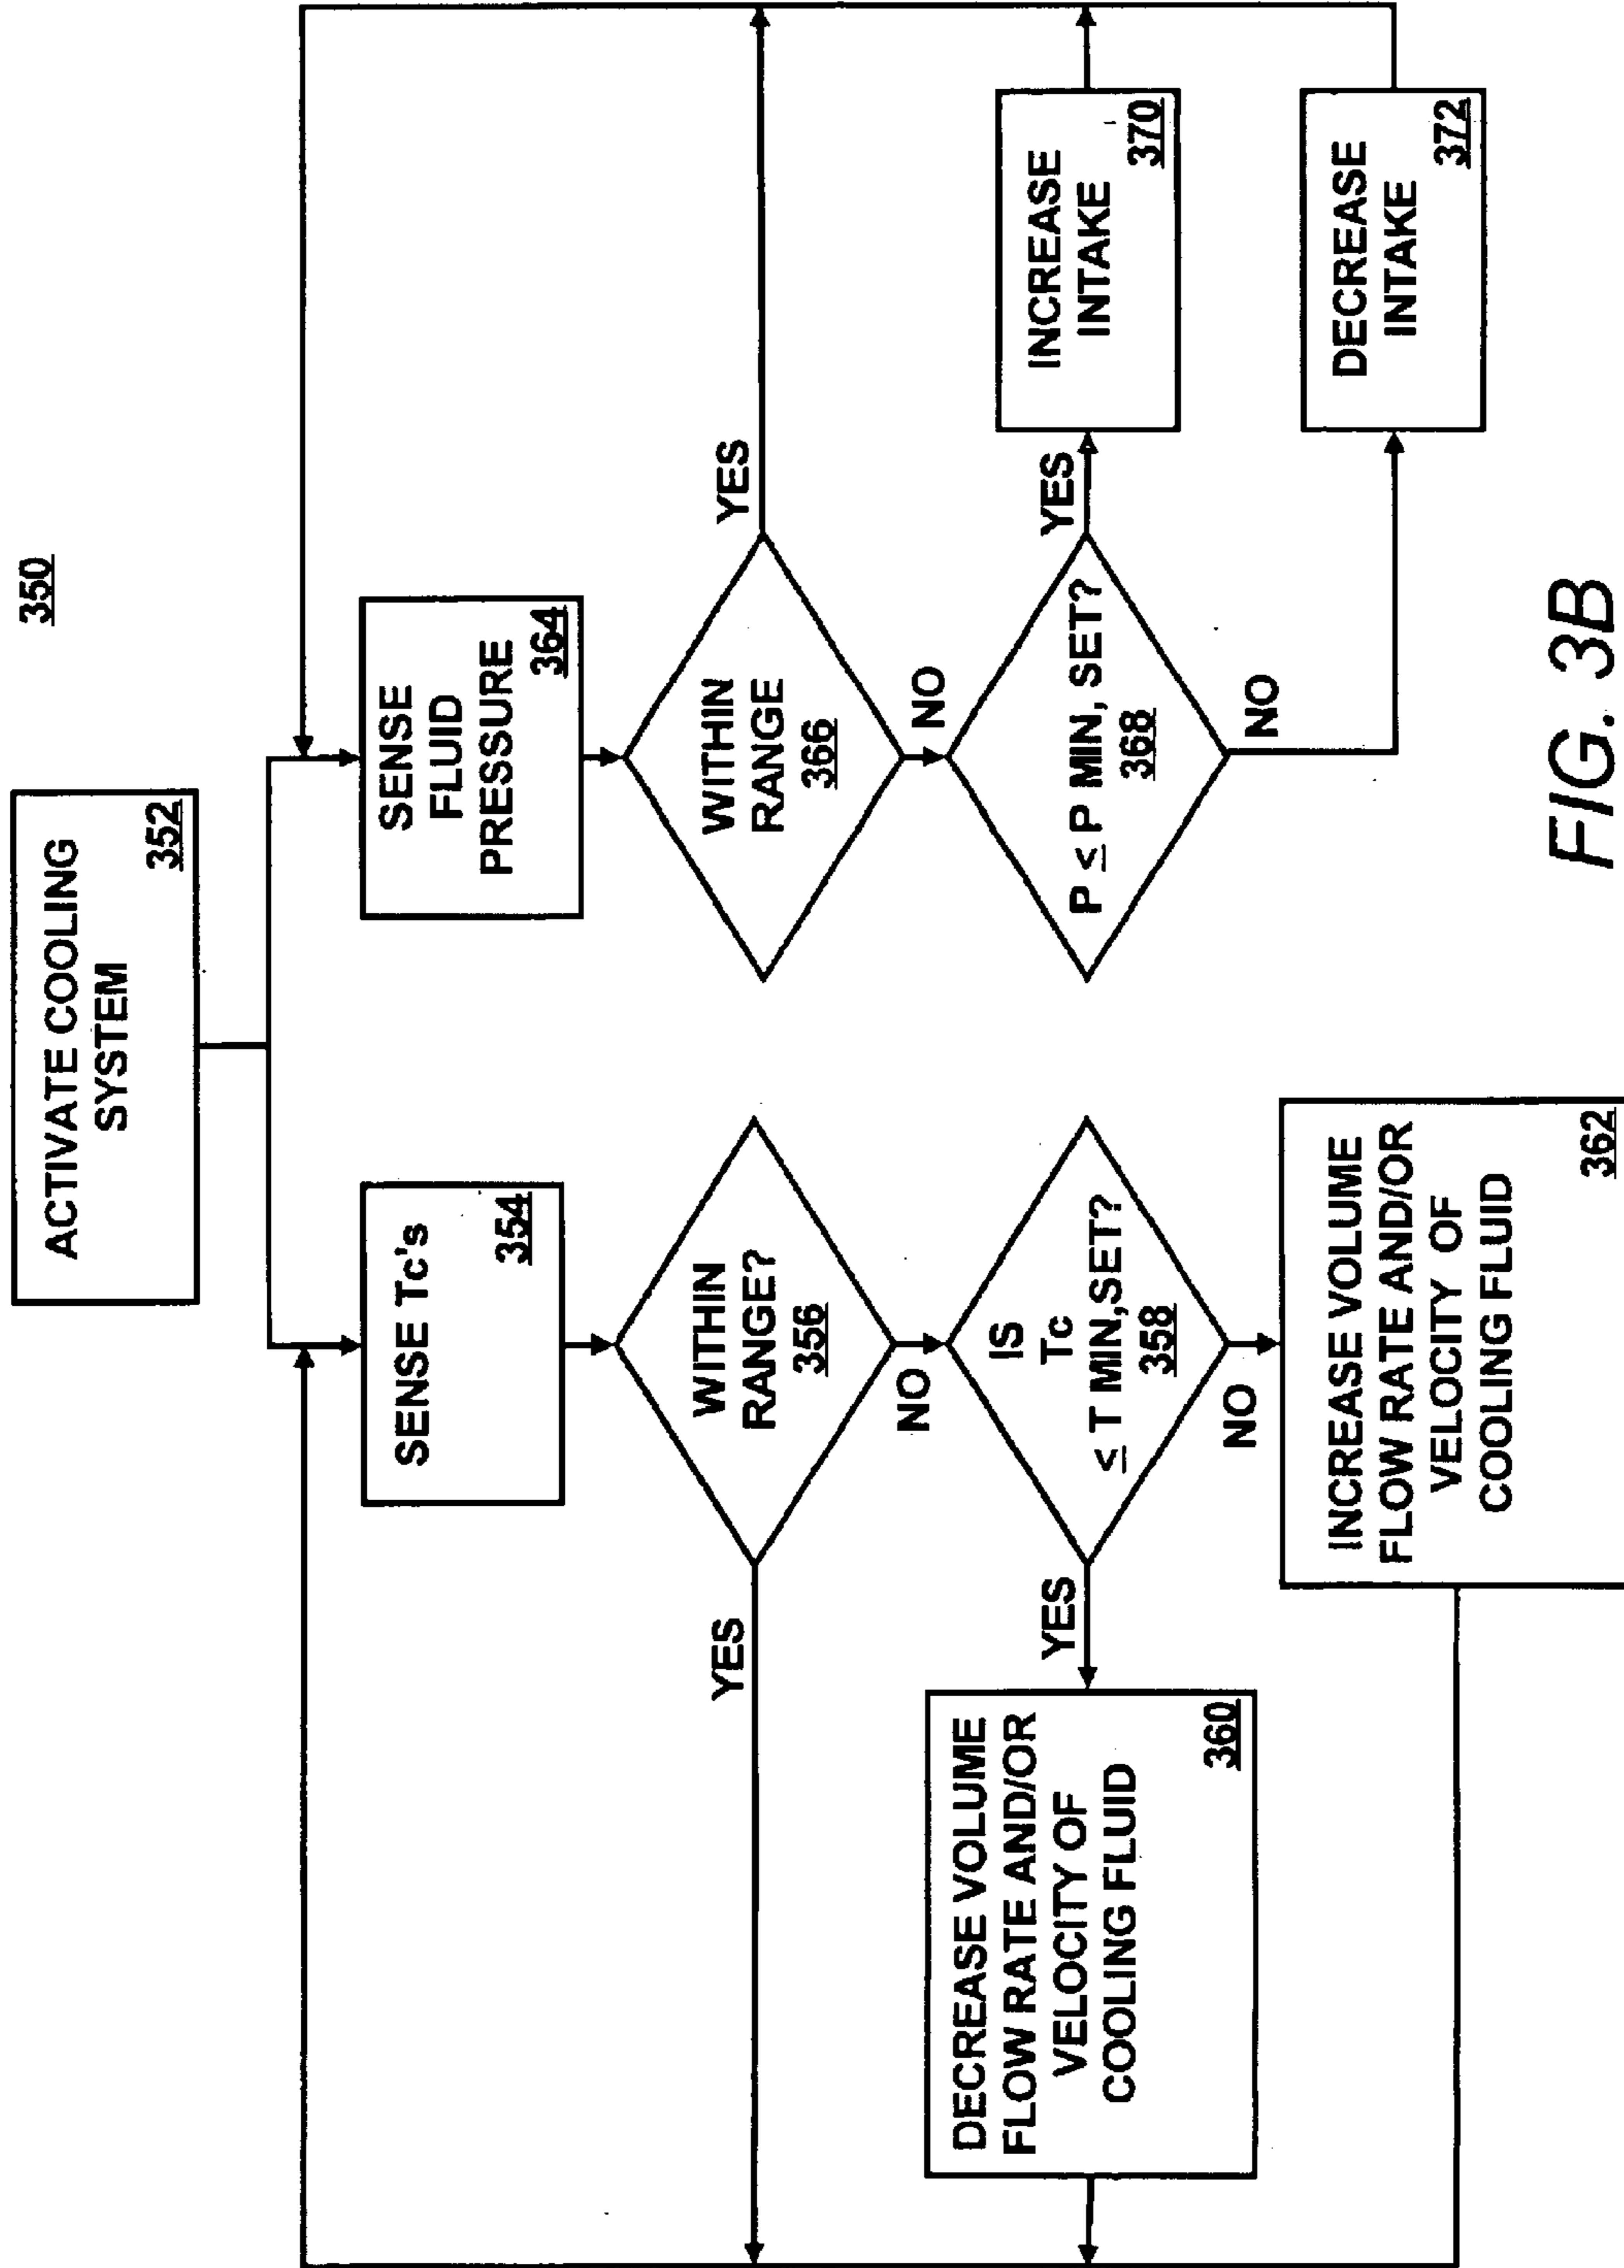 350
ACTIVATE COOLING
SYSTEM
352
SENSE Tc's
354
WITHIN
RANGE?
356
YES
NO
IS
Tc
≤ T MIN,SET?
358
YES
NO
DECREASE VOLUME
FLOW RATE AND/OR
VELOCITY OF
COOLING FLUID
360
INCREASE VOLUME
FLOW RATE AND/OR
VELOCITY OF
COOLING FLUID
362
SENSE
FLUID
PRESSURE
364
WITHIN
RANGE
366
YES
NO
P ≤ P MIN, SET?
368
YES
NO
INCREASE
INTAKE
370
DECREASE
INTAKE
372
FIG. 3B